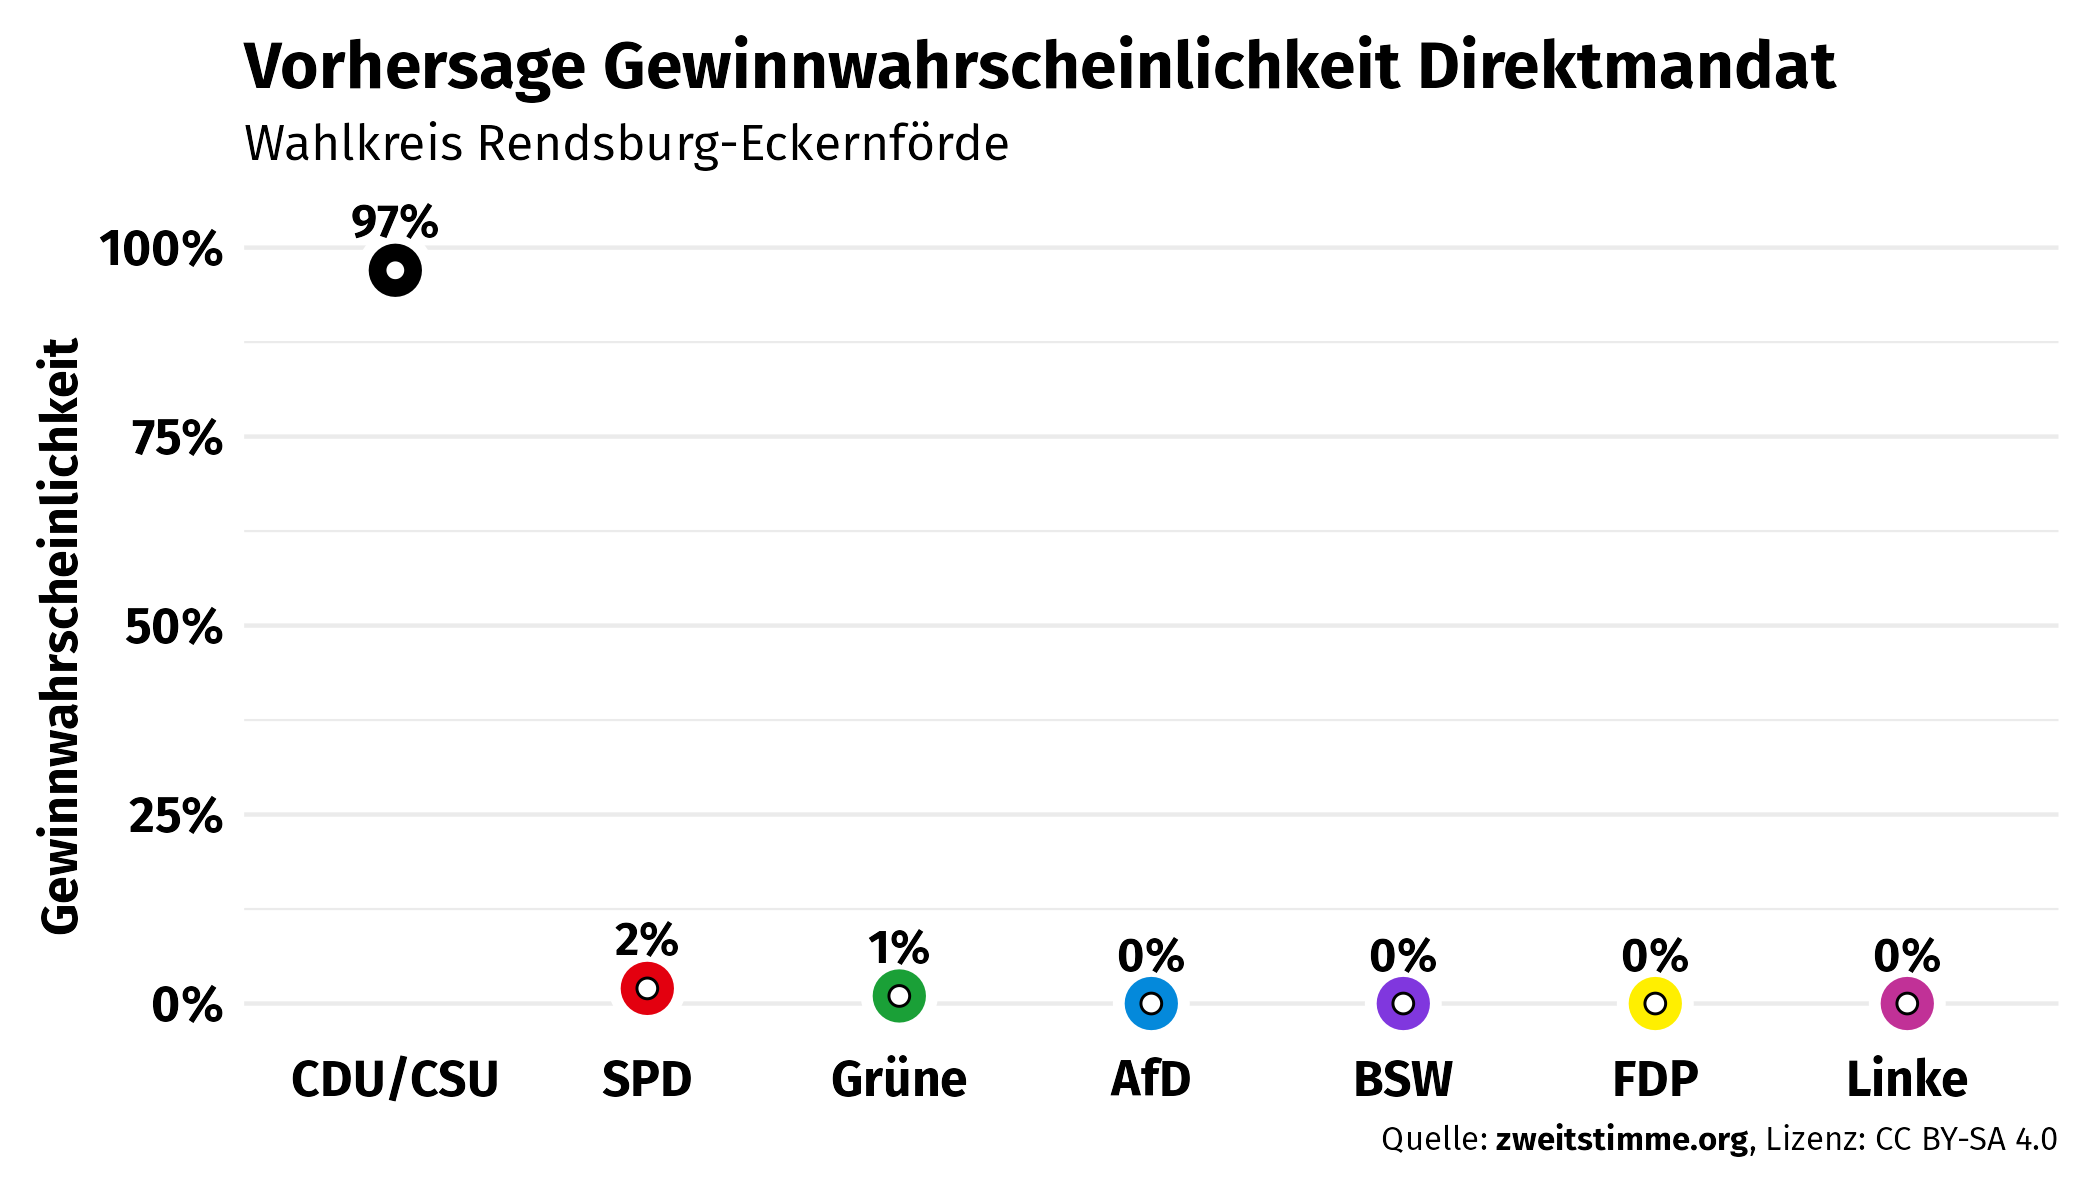 Vorhersage Gewinnwahrscheinlichkeit Direktmandat
Wahlkreis Rendsburg-Eckernförde
97%
100%
75%
50%
25%
0%
Gewinnwahrscheinlichkeit
2%
1%
0%
0%
0%
0%
CDU/CSU
SPD
Grüne
AfD
BSW
FDP
Linke
Quelle: zweitstimme.org, Lizenz: CC BY-SA 4.0